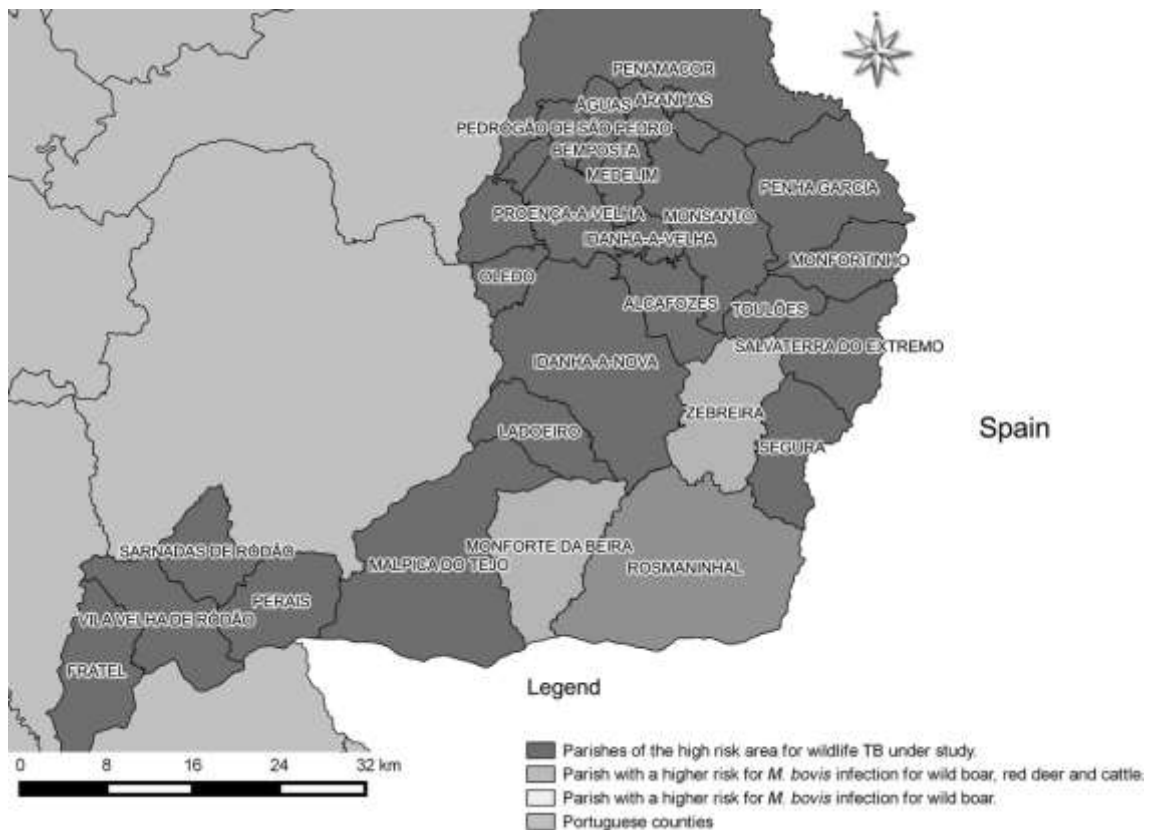 PENAMACOR
ÁGUAS
ARANHAS
PEDRÓGÃO DE SÃO PEDRO
BEMPOSTA
MEDELIM
PENHA GARCIA
PROENÇA-A-VELHA
MONSANTO
IDANHA-A-VELHA
MONFORTINHO
OLEDO
ALCAFOZES
TOULÕES
SALVATERRA DO EXTREMO
IDANHA-A-NOVA
ZEBREIRA
Spain
LADOEIRO
SEGURA
SARNADAS DE RÓDÃO
MONFORTE DA BEIRA
MALPICA DO TEJO
ROSMANINHAL
PERAIS
VILA VELHA DE RÓDÃO
FRATEL
Legend
Parishes of the high risk area for wildlife TB under study.
Parish with a higher risk for M. bovis infection for wild boar, red deer and cattle.
Parish with a higher risk for M. bovis infection for wild boar.
Portuguese counties
0 8 16 24 32 km